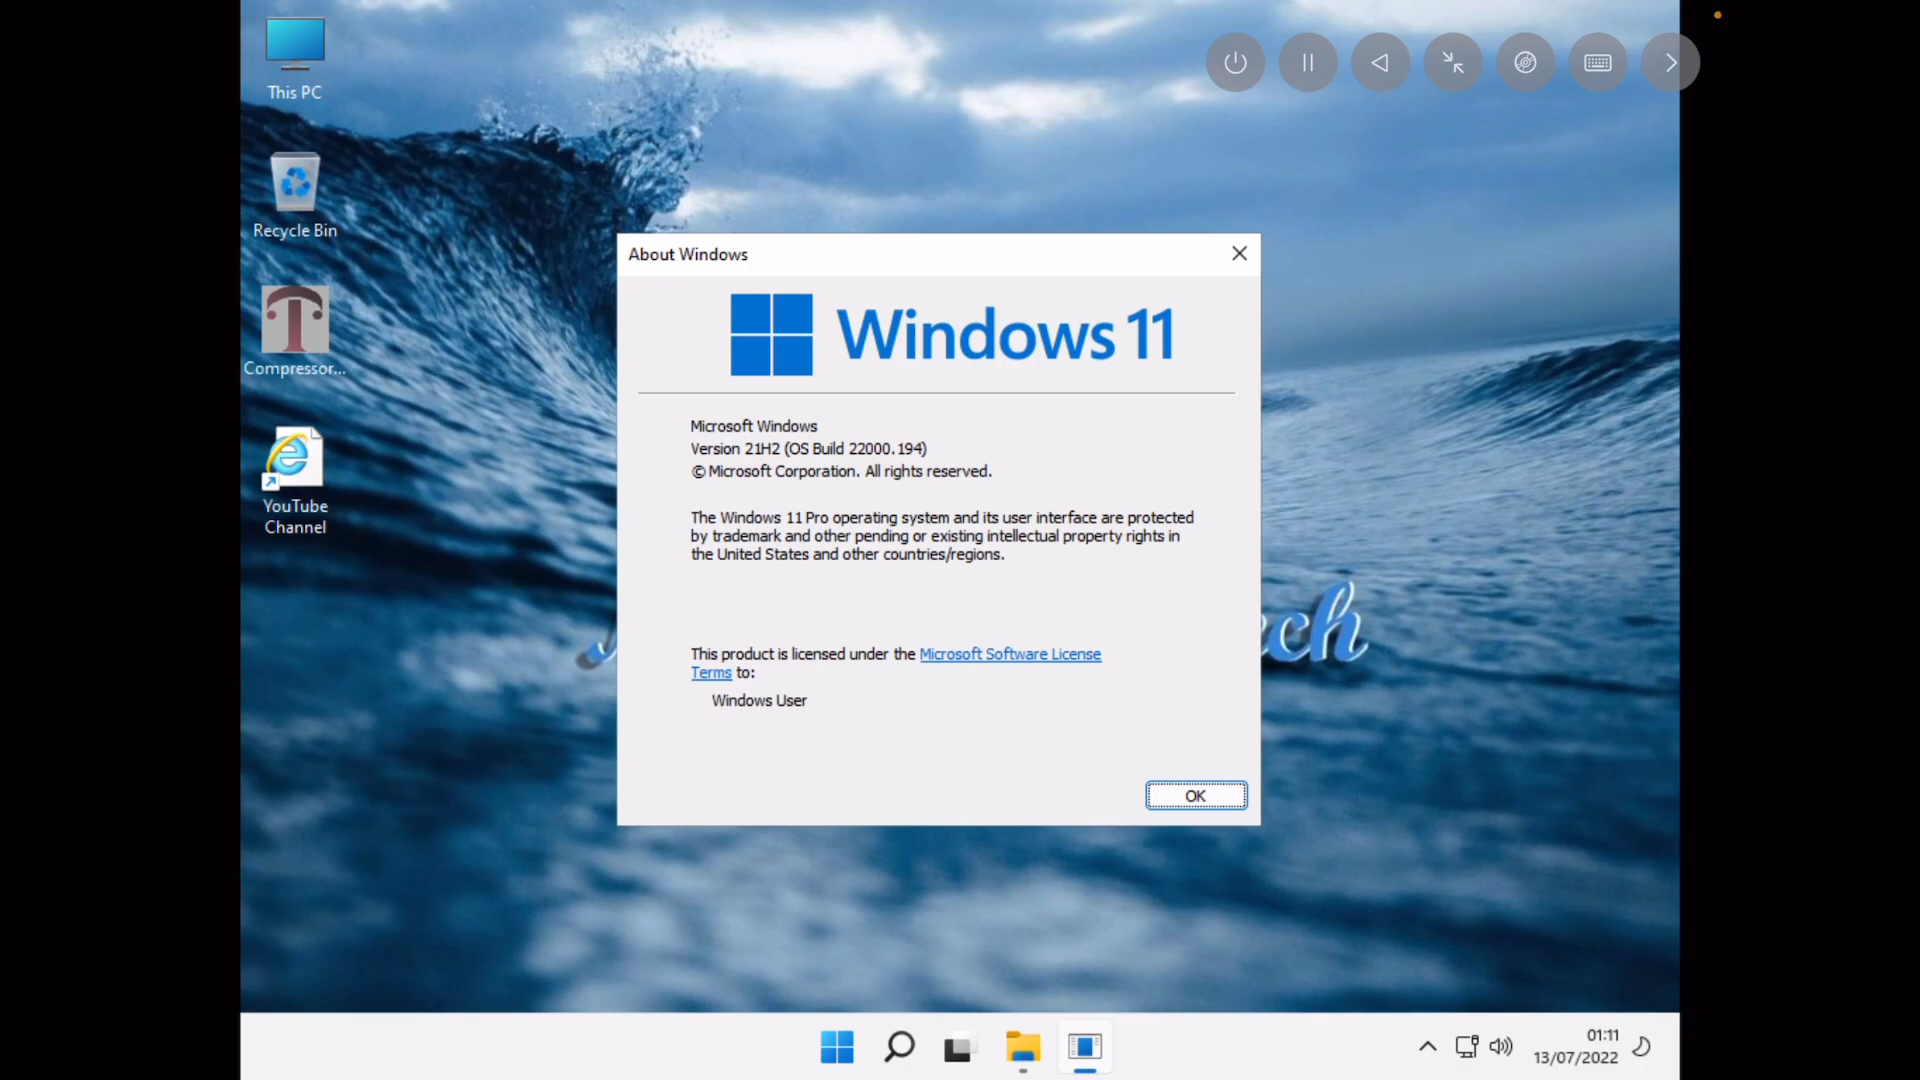 This PC
Recycle Bin
Compressor...
YouTube
Channel
About Windows
Windows 11
Microsoft Windows
Version 21H2 (OS Build 22000.194)
© Microsoft Corporation. All rights reserved.
The Windows 11 Pro operating system and its user interface are protected
by trademark and other pending or existing intellectual property rights in
the United States and other countries/regions.
This product is licensed under the Microsoft Software License
Terms to:
Windows User
OK
01:11
13/07/2022